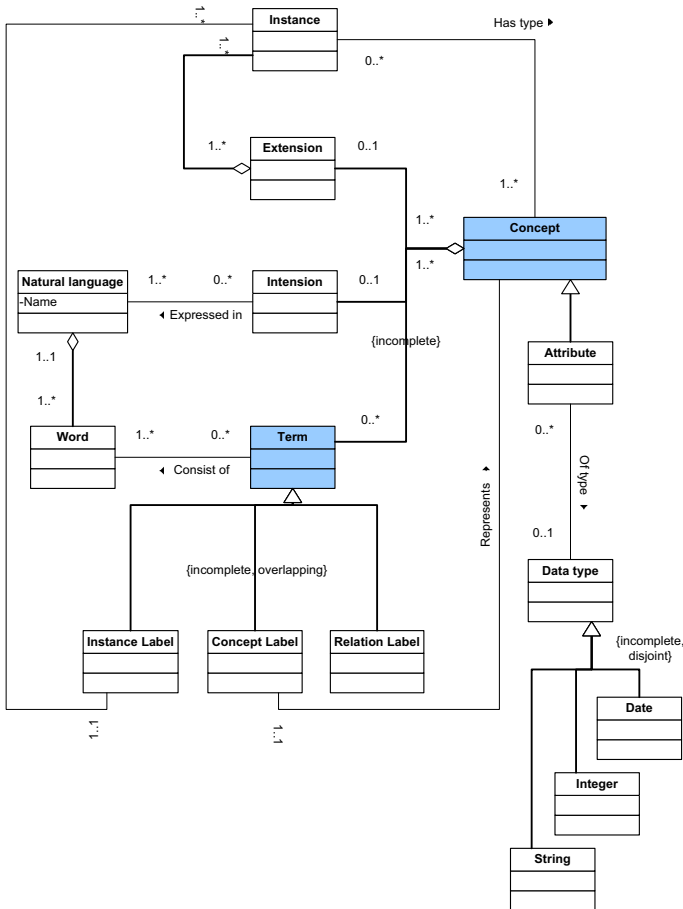 Instance
1..*
1..*
Has type
0..*
Extension
1..*
0..1
1..*
1..*
Concept
1..*
Natural language
-Name
1..*
0..*
Intension
0..1
Expressed in
{incomplete}
1..1
Attribute
1..*
0..*
0..*
Word
1..*
0..*
Term
Consist of
Of type
Represents
0..1
Data type
{incomplete, overlapping}
{incomplete,
disjoint}
Instance Label
Concept Label
Relation Label
1..1
1..1
Date
Integer
String